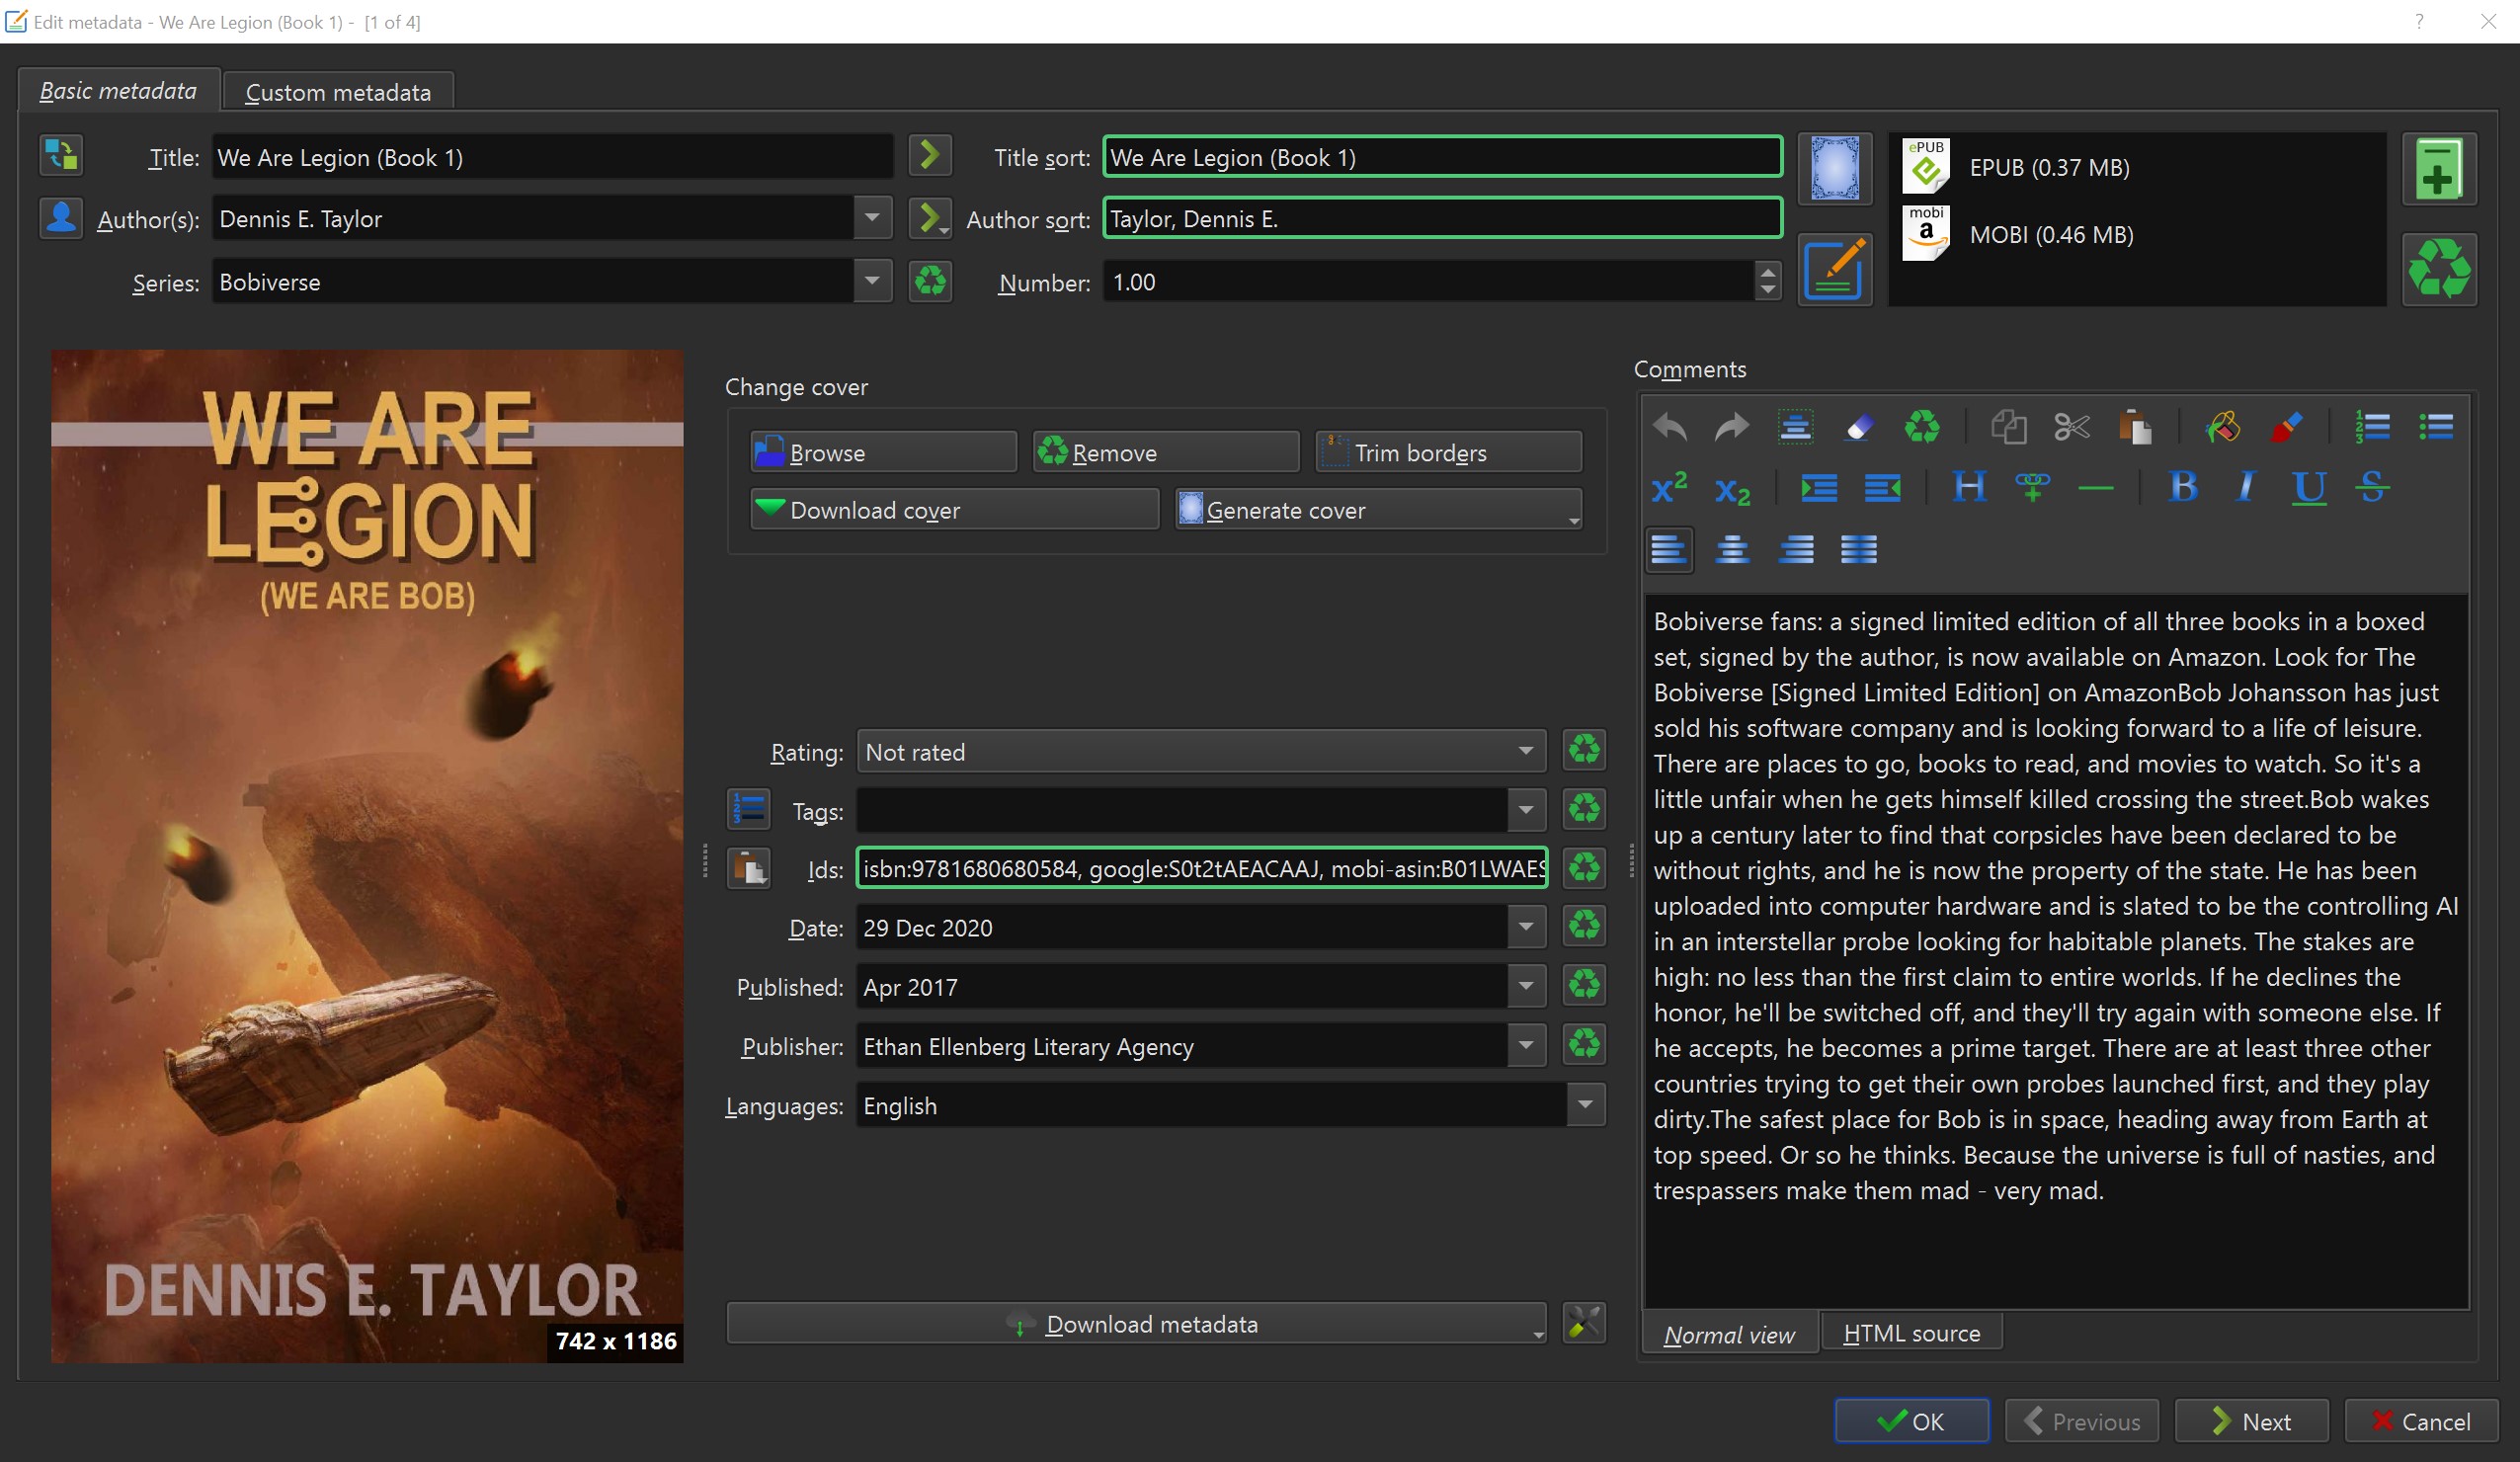 Edit metadata - We Are Legion (Book 1) - [1 of 4]
?
Basic metadata
Custom metadata
Title: We Are Legion (Book 1)
Title sort: We Are Legion (Book 1)
Author(s): Dennis E. Taylor
Author sort: Taylor, Dennis E.
Series: Bobiverse
Number: 1.00
ePUB
EPUB (0.37 MB)
mobi
a
MOBI (0.46 MB)
WE ARE
LEGION
(WE ARE BOB)
DENNIS E. TAYLOR
742 x 1186
Change cover
Browse
Remove
Trim borders
Download cover
Generate cover
Rating: Not rated
Tags:
Ids: isbn:9781680680584, google:S0t2tAEACAAJ, mobi-asin:B01LWAES
Date: 29 Dec 2020
Published: Apr 2017
Publisher: Ethan Ellenberg Literary Agency
Languages: English
Download metadata
Comments
Bobiverse fans: a signed limited edition of all three books in a boxed
set, signed by the author, is now available on Amazon. Look for The
Bobiverse [Signed Limited Edition] on AmazonBob Johansson has just
sold his software company and is looking forward to a life of leisure.
There are places to go, books to read, and movies to watch. So it's a
little unfair when he gets himself killed crossing the street.Bob wakes
up a century later to find that corpsicles have been declared to be
without rights, and he is now the property of the state. He has been
uploaded into computer hardware and is slated to be the controlling AI
in an interstellar probe looking for habitable planets. The stakes are
high: no less than the first claim to entire worlds. If he declines the
honor, he'll be switched off, and they'll try again with someone else. If
he accepts, he becomes a prime target. There are at least three other
countries trying to get their own probes launched first, and they play
dirty.The safest place for Bob is in space, heading away from Earth at
top speed. Or so he thinks. Because the universe is full of nasties, and
trespassers make them mad - very mad.
Normal view
HTML source
OK
Previous
Next
Cancel